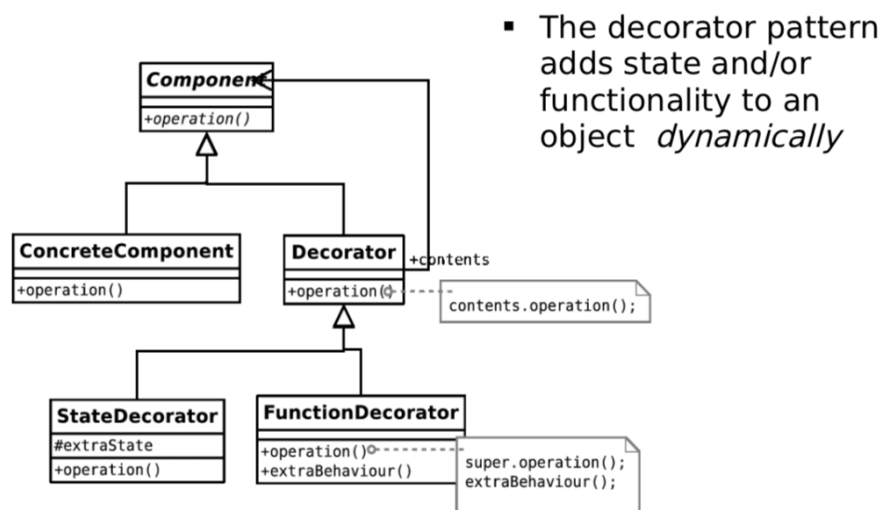 ▪ The decorator pattern
adds state and/or
functionality to an
object dynamically
Component
+operation()
ConcreteComponent
+operation()
Decorator
+operation()
+contents
contents.operation();
StateDecorator
#extraState
+operation()
FunctionDecorator
+operation()
+extraBehaviour()
super.operation();
extraBehaviour();